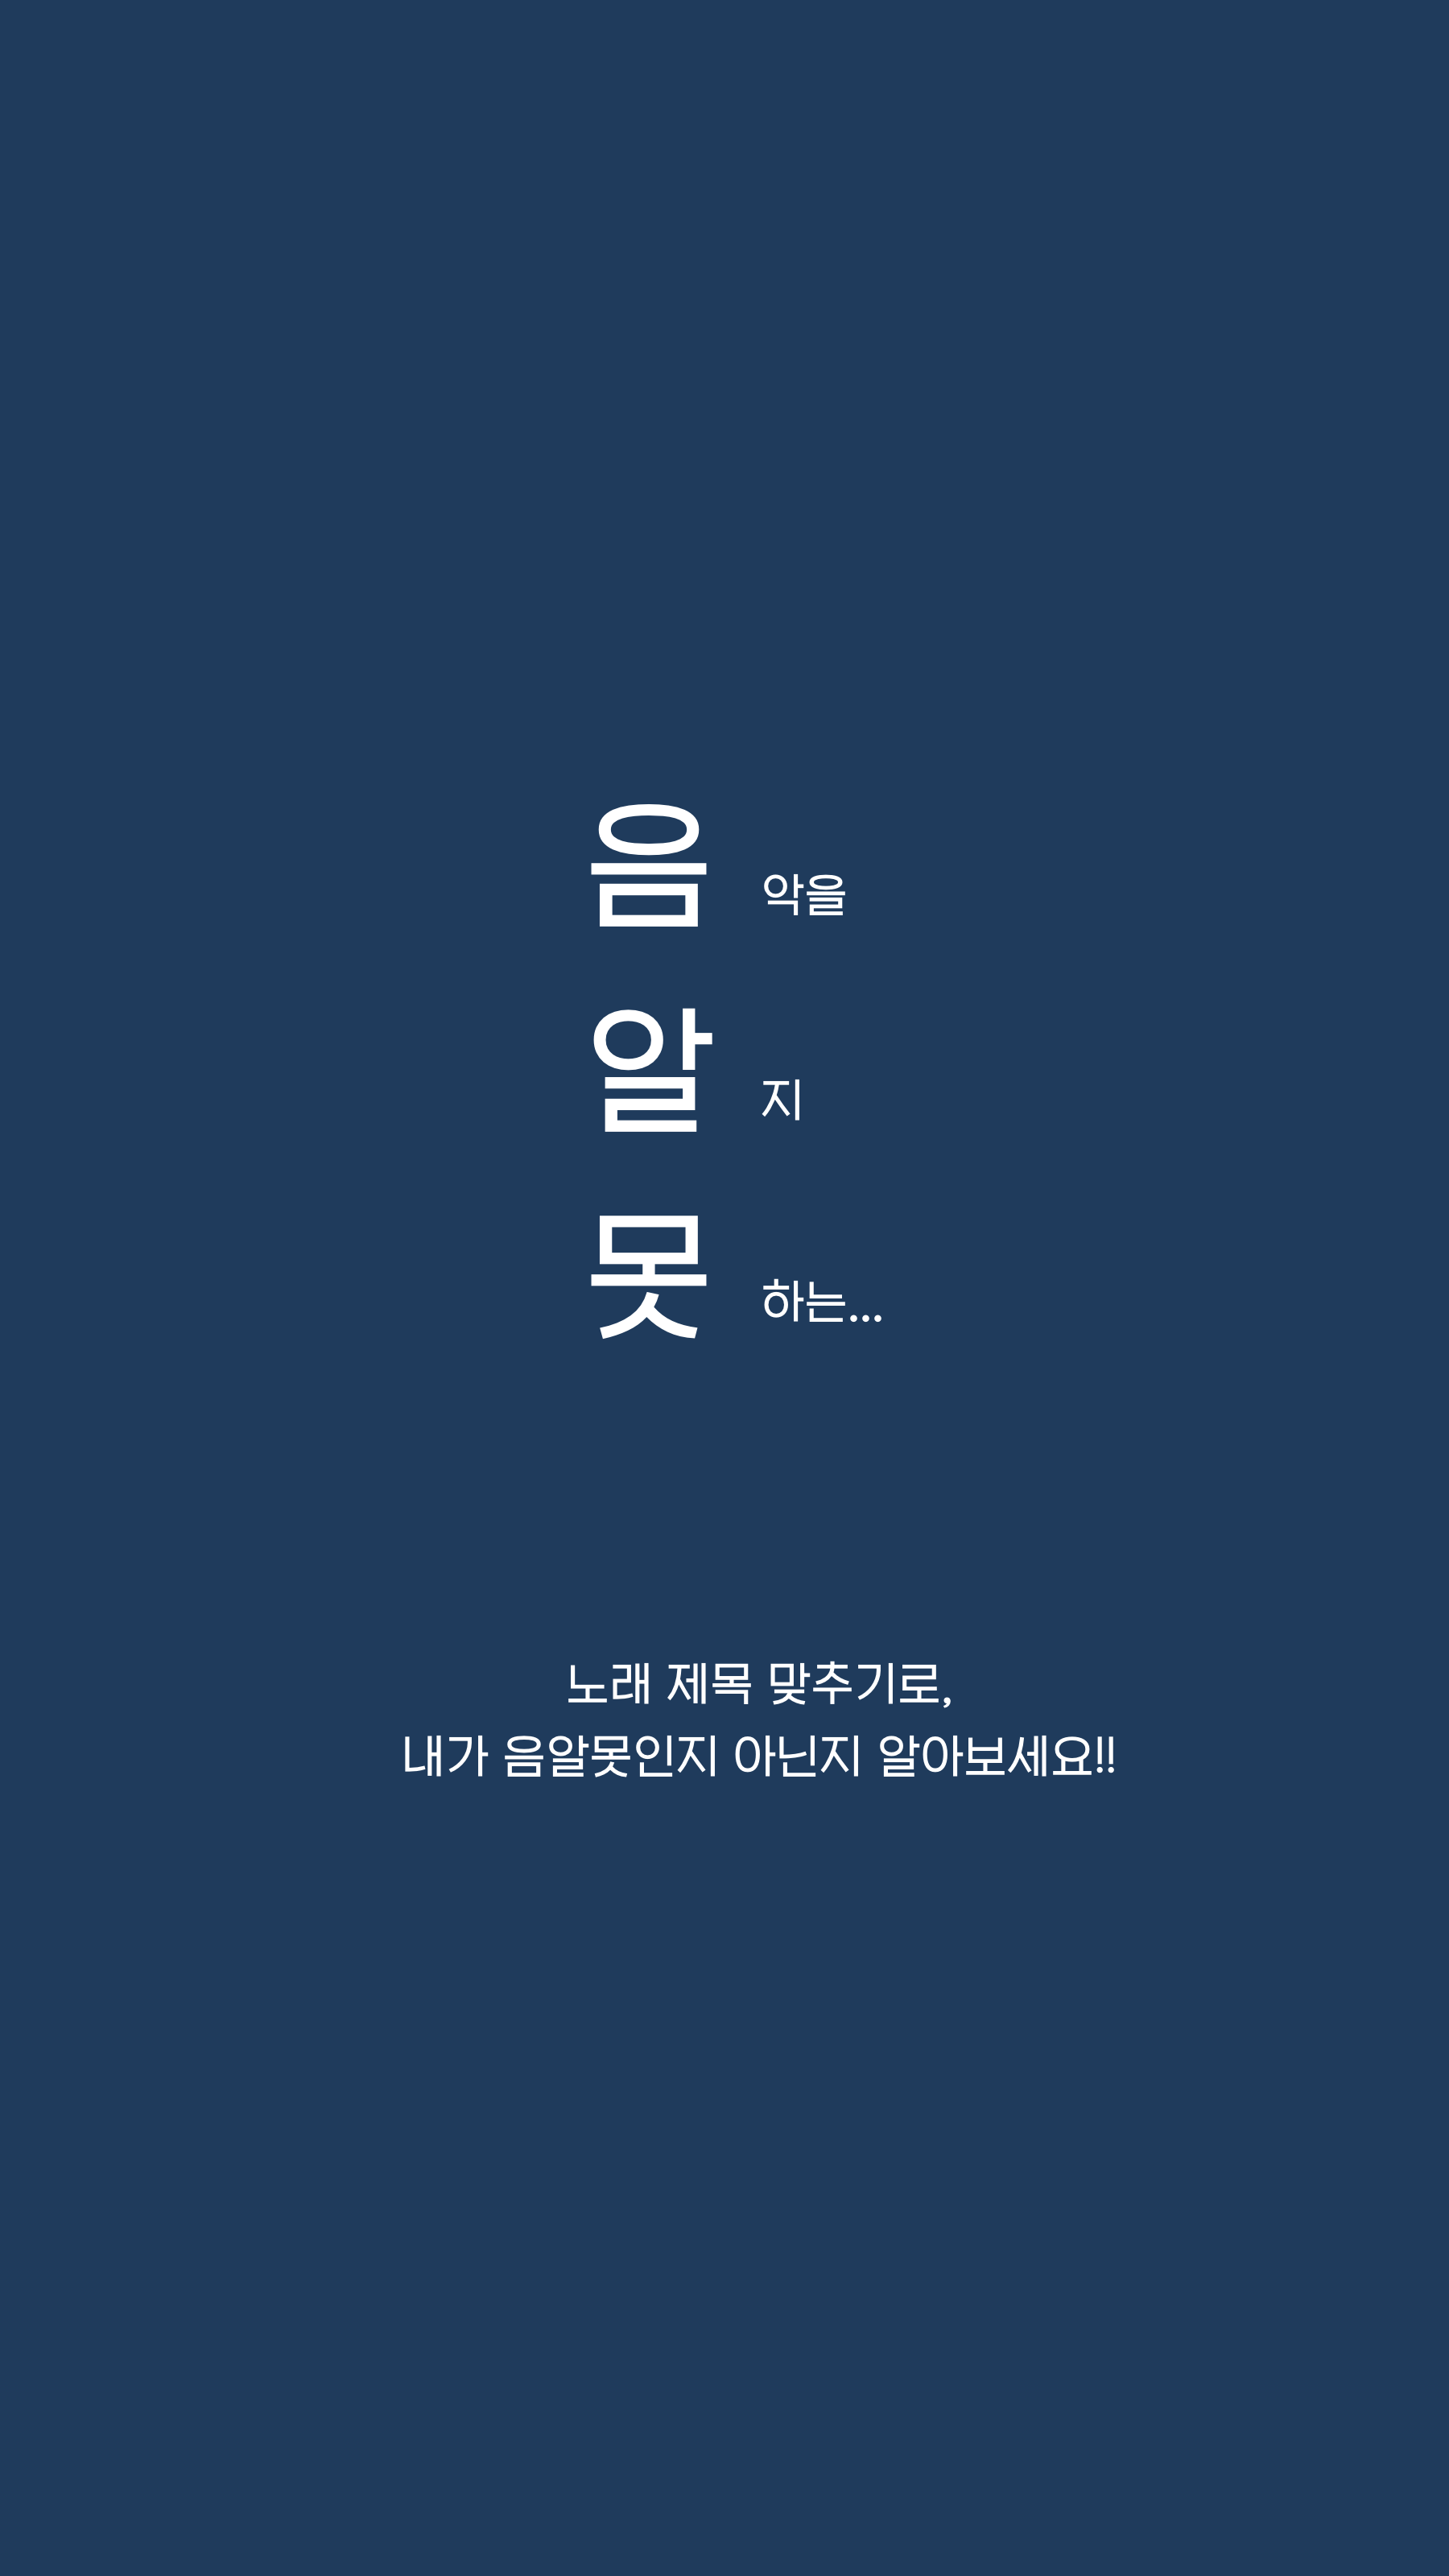 음 악을
알 지
못 하는...
노래 제목 맞추기로,
내가 음알못인지 아닌지 알아보세요!!